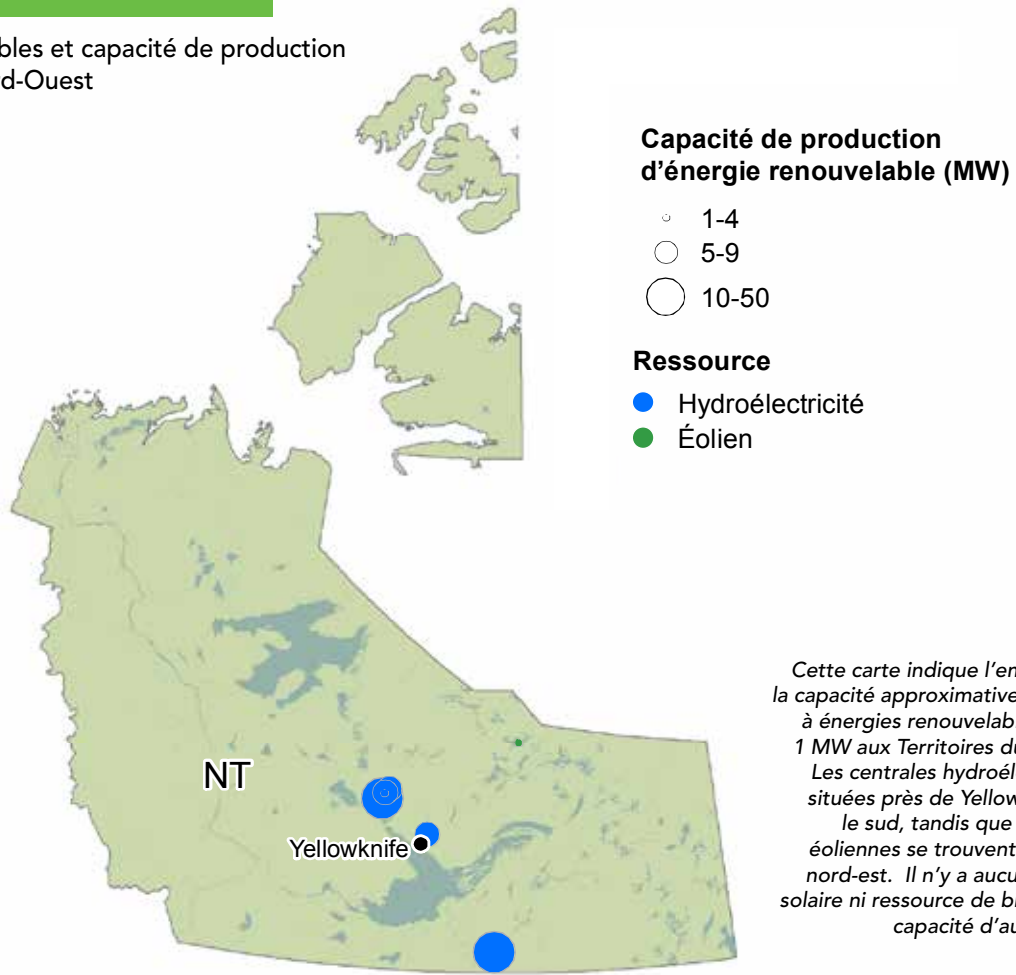 bles et capacité de production
d-Ouest
Capacité de production
d'énergie renouvelable (MW)
1-4
5-9
10-50
Ressource
Hydroélectricité
Éolien
NT
Yellowknife
Cette carte indique l'em
la capacité approximative
à énergies renouvelabl
1 MW aux Territoires du
Les centrales hydroél
situées près de Yellow
le sud, tandis que
éoliennes se trouvent
nord-est. Il n'y a aucu
solaire ni ressource de bi
capacité d'au